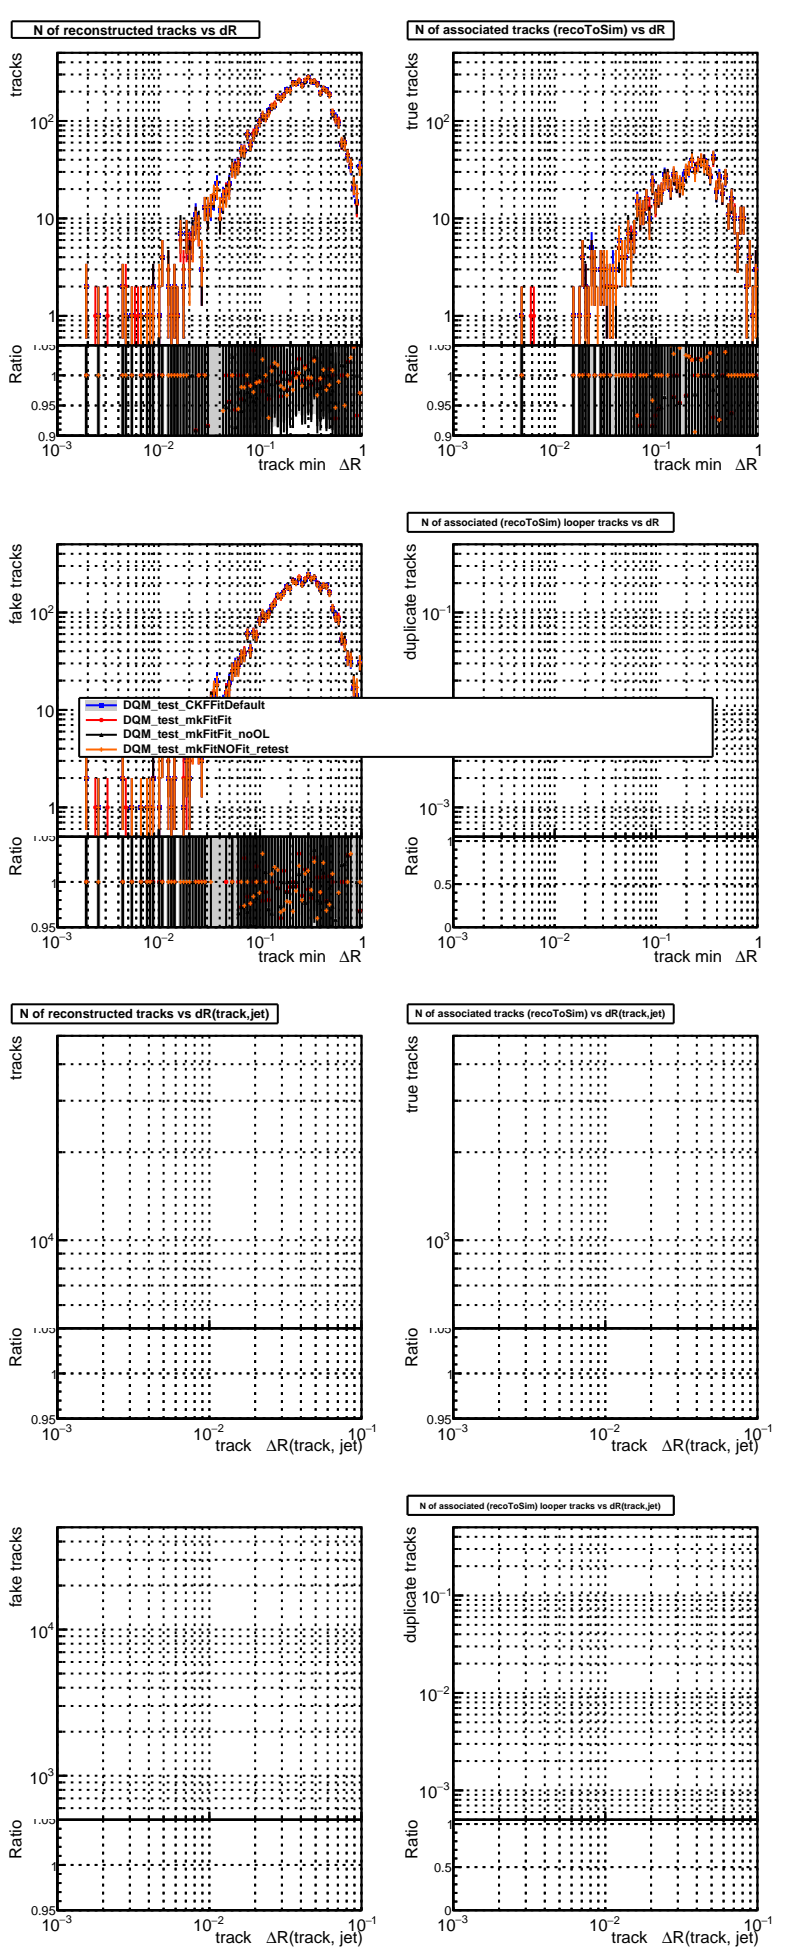 N of reconstructed tracks vs dR
tracks
10²
10
1
Ratio
1.05
1
0.95
0.9
10⁻³ 10⁻² 10⁻¹ 1
track min ΔR
N of associated tracks (recoToSim) vs dR
true tracks
10²
10
1
Ratio
1.05
1
0.95
0.9
10⁻³ 10⁻² 10⁻¹ 1
track min ΔR
fake tracks
10²
10
1
Ratio
1.05
1
0.95
10⁻³ 10⁻² 10⁻¹ 1
track min ΔR
N of associated (recoToSim) looper tracks vs dR
duplicate tracks
10⁻¹
10⁻³
Ratio
1
0.5
0
10⁻³ 10⁻² 10⁻¹ 1
track min ΔR
DQM_test_CKFFitDefault
DQM_test_mkFitFit
DQM_test_mkFitFit_noOL
DQM_test_mkFitNOFit_retest
N of reconstructed tracks vs dR(track,jet)
tracks
10⁴
Ratio
1.05
1
0.95
10⁻³ 10⁻² 10⁻¹
track ΔR(track, jet)
N of associated tracks (recoToSim) vs dR(track,jet)
true tracks
10³
Ratio
1.05
1
0.95
10⁻³ 10⁻² 10⁻¹
track ΔR(track, jet)
fake tracks
10⁴
10³
Ratio
1.05
1
0.95
10⁻³ 10⁻² 10⁻¹
track ΔR(track, jet)
N of associated (recoToSim) looper tracks vs dR(track,jet)
duplicate tracks
10⁻¹
10⁻²
10⁻³
Ratio
1
0.5
0
10⁻³ 10⁻² 10⁻¹
track ΔR(track, jet)